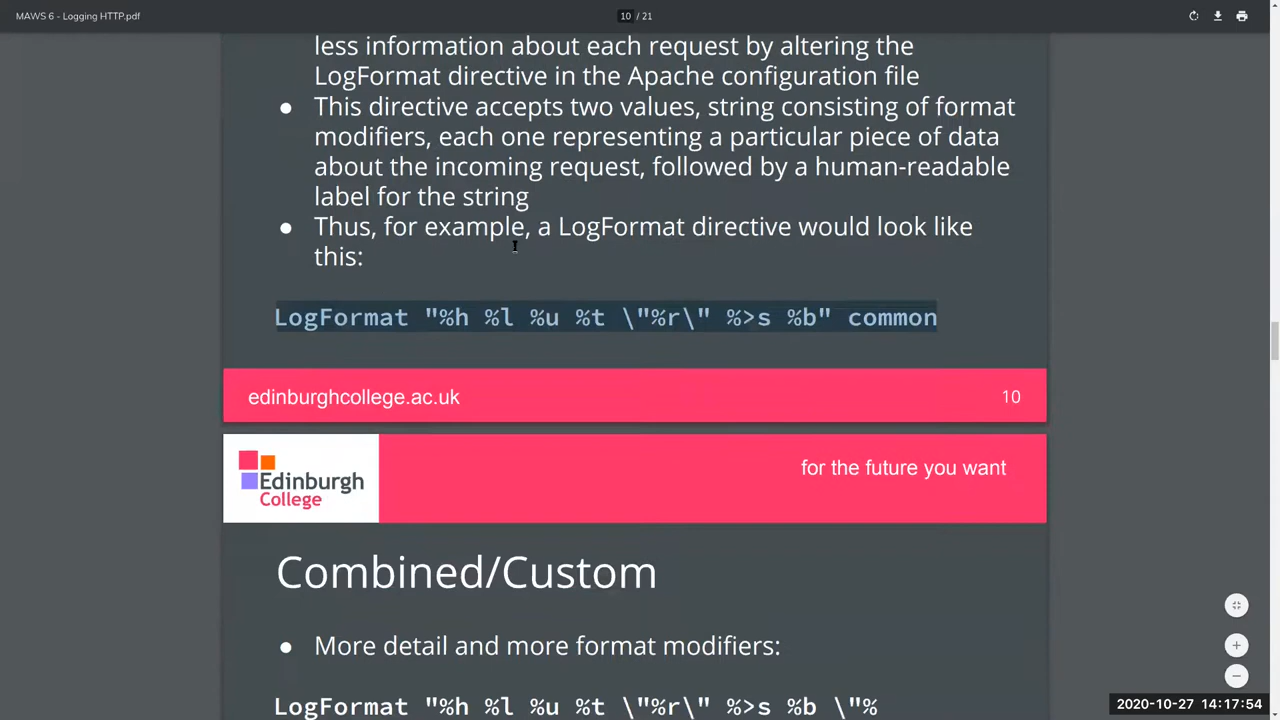 MAWS 6 - Logging HTTP.pdf
10 / 21
less information about each request by altering the
LogFormat directive in the Apache configuration file
● This directive accepts two values, string consisting of format
modifiers, each one representing a particular piece of data
about the incoming request, followed by a human-readable
label for the string
● Thus, for example, a LogFormat directive would look like
this:
LogFormat "%h %l %u %t \"%r\" %>s %b" common
edinburghcollege.ac.uk
10
Edinburgh
College
for the future you want
Combined/Custom
● More detail and more format modifiers:
LogFormat "%h %l %u %t \"%r\" %>s %b \"%
2020-10-27 14:17:54